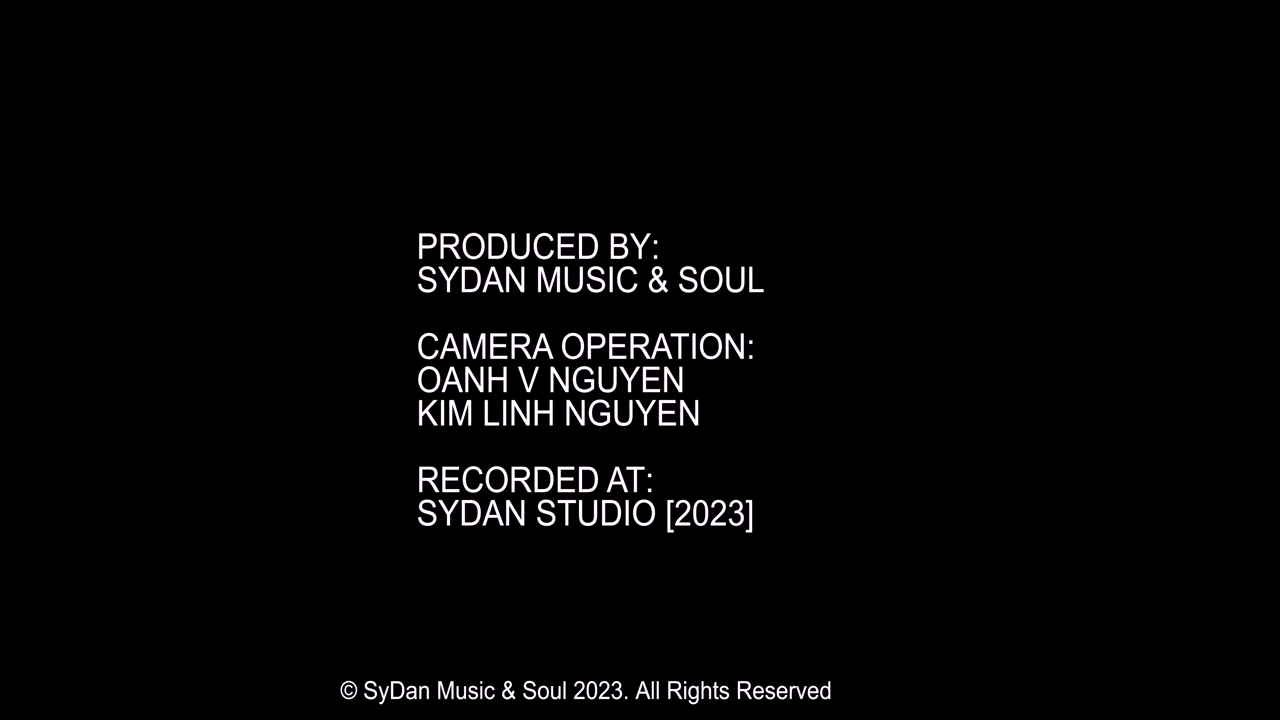 PRODUCED BY:
SYDAN MUSIC & SOUL
CAMERA OPERATION:
OANH V NGUYEN
KIM LINH NGUYEN
RECORDED AT:
SYDAN STUDIO [2023]
© SyDan Music & Soul 2023. All Rights Reserved